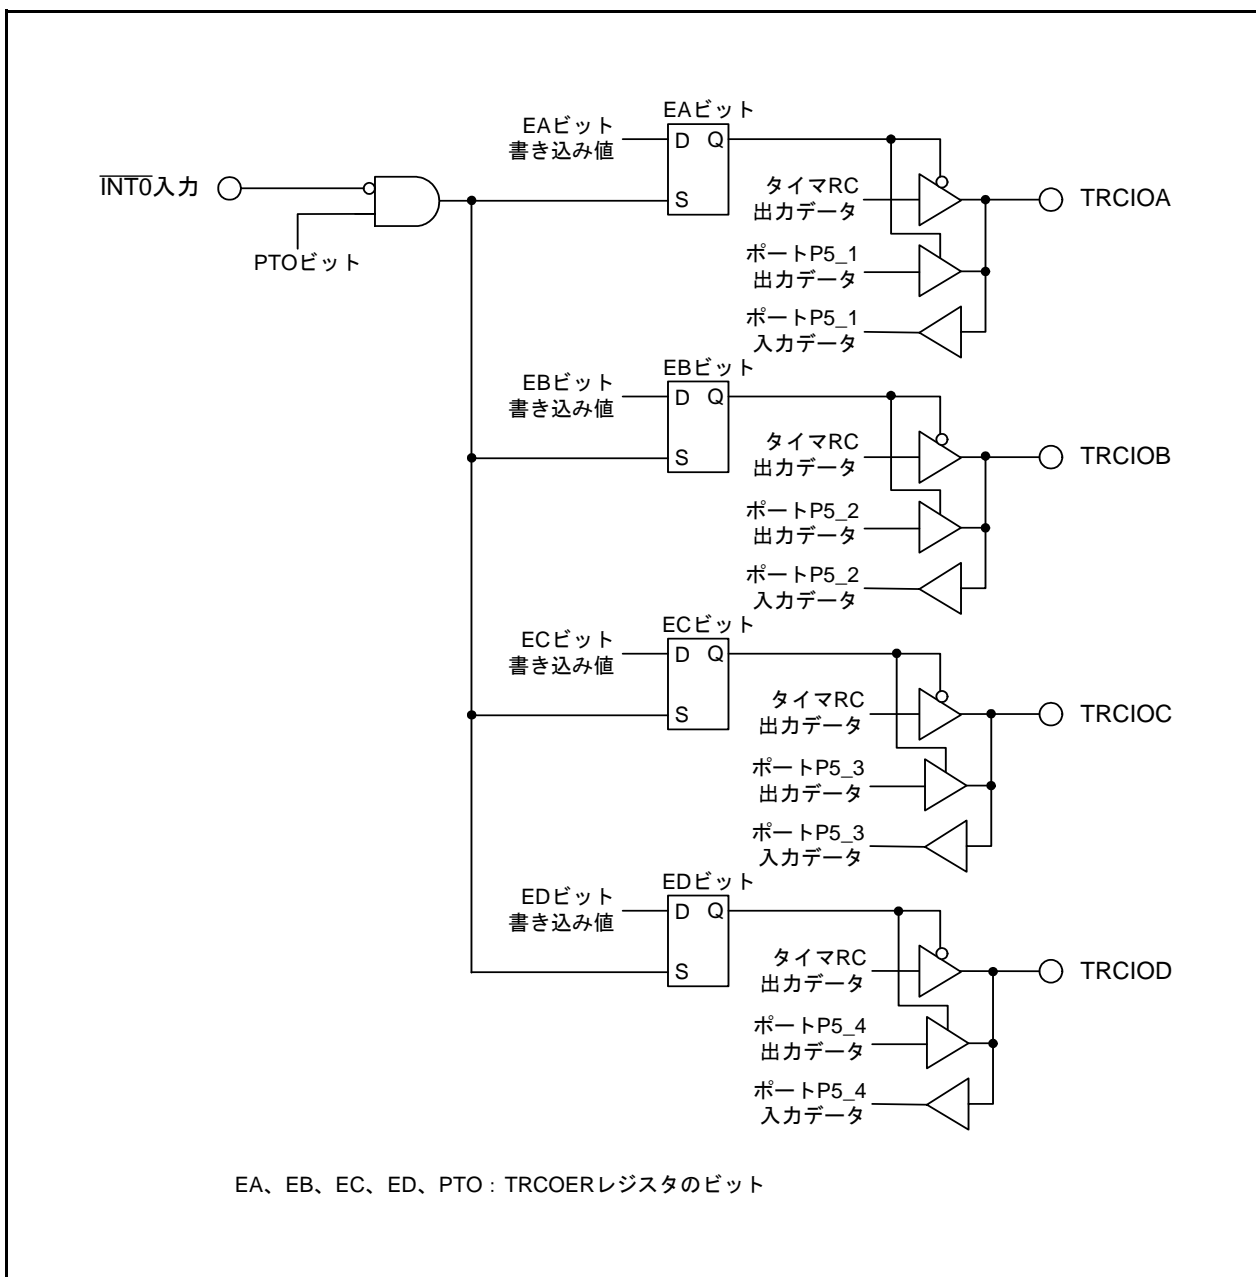 EAビット
EAビット
書き込み値
D Q
S
INT0入力
PTOビット
タイマRC
出力データ
TRCIOA
ポートP5_1
出力データ
ポートP5_1
入力データ
EBビット
EBビット
書き込み値
D Q
S
タイマRC
出力データ
TRCIOB
ポートP5_2
出力データ
ポートP5_2
入力データ
ECビット
ECビット
書き込み値
D Q
S
タイマRC
出力データ
TRCIOC
ポートP5_3
出力データ
ポートP5_3
入力データ
EDビット
EDビット
書き込み値
D Q
S
タイマRC
出力データ
TRCIOD
ポートP5_4
出力データ
ポートP5_4
入力データ
EA、EB、EC、ED、PTO：TRCOERレジスタのビット